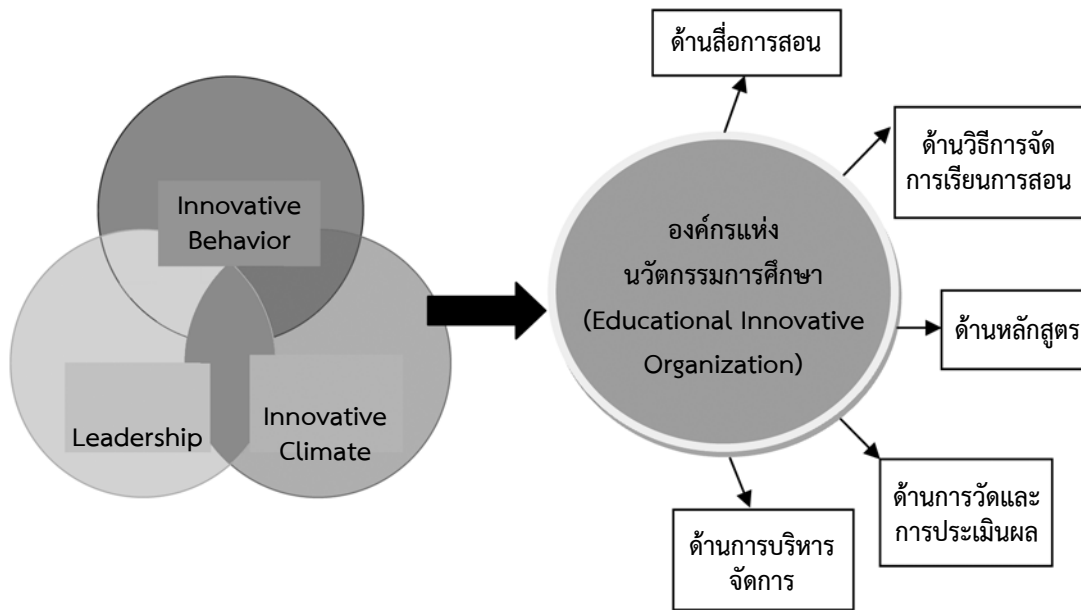 ด้านสื่อการสอน
ด้านวิธีการจัด
การเรียนการสอน
Innovative
Behavior
องค์กรแห่ง
นวัตกรรมการศึกษา
(Educational Innovative
Organization)
ด้านหลักสูตร
Leadership
Innovative
Climate
ด้านการวัดและ
การประเมินผล
ด้านการบริหาร
จัดการ